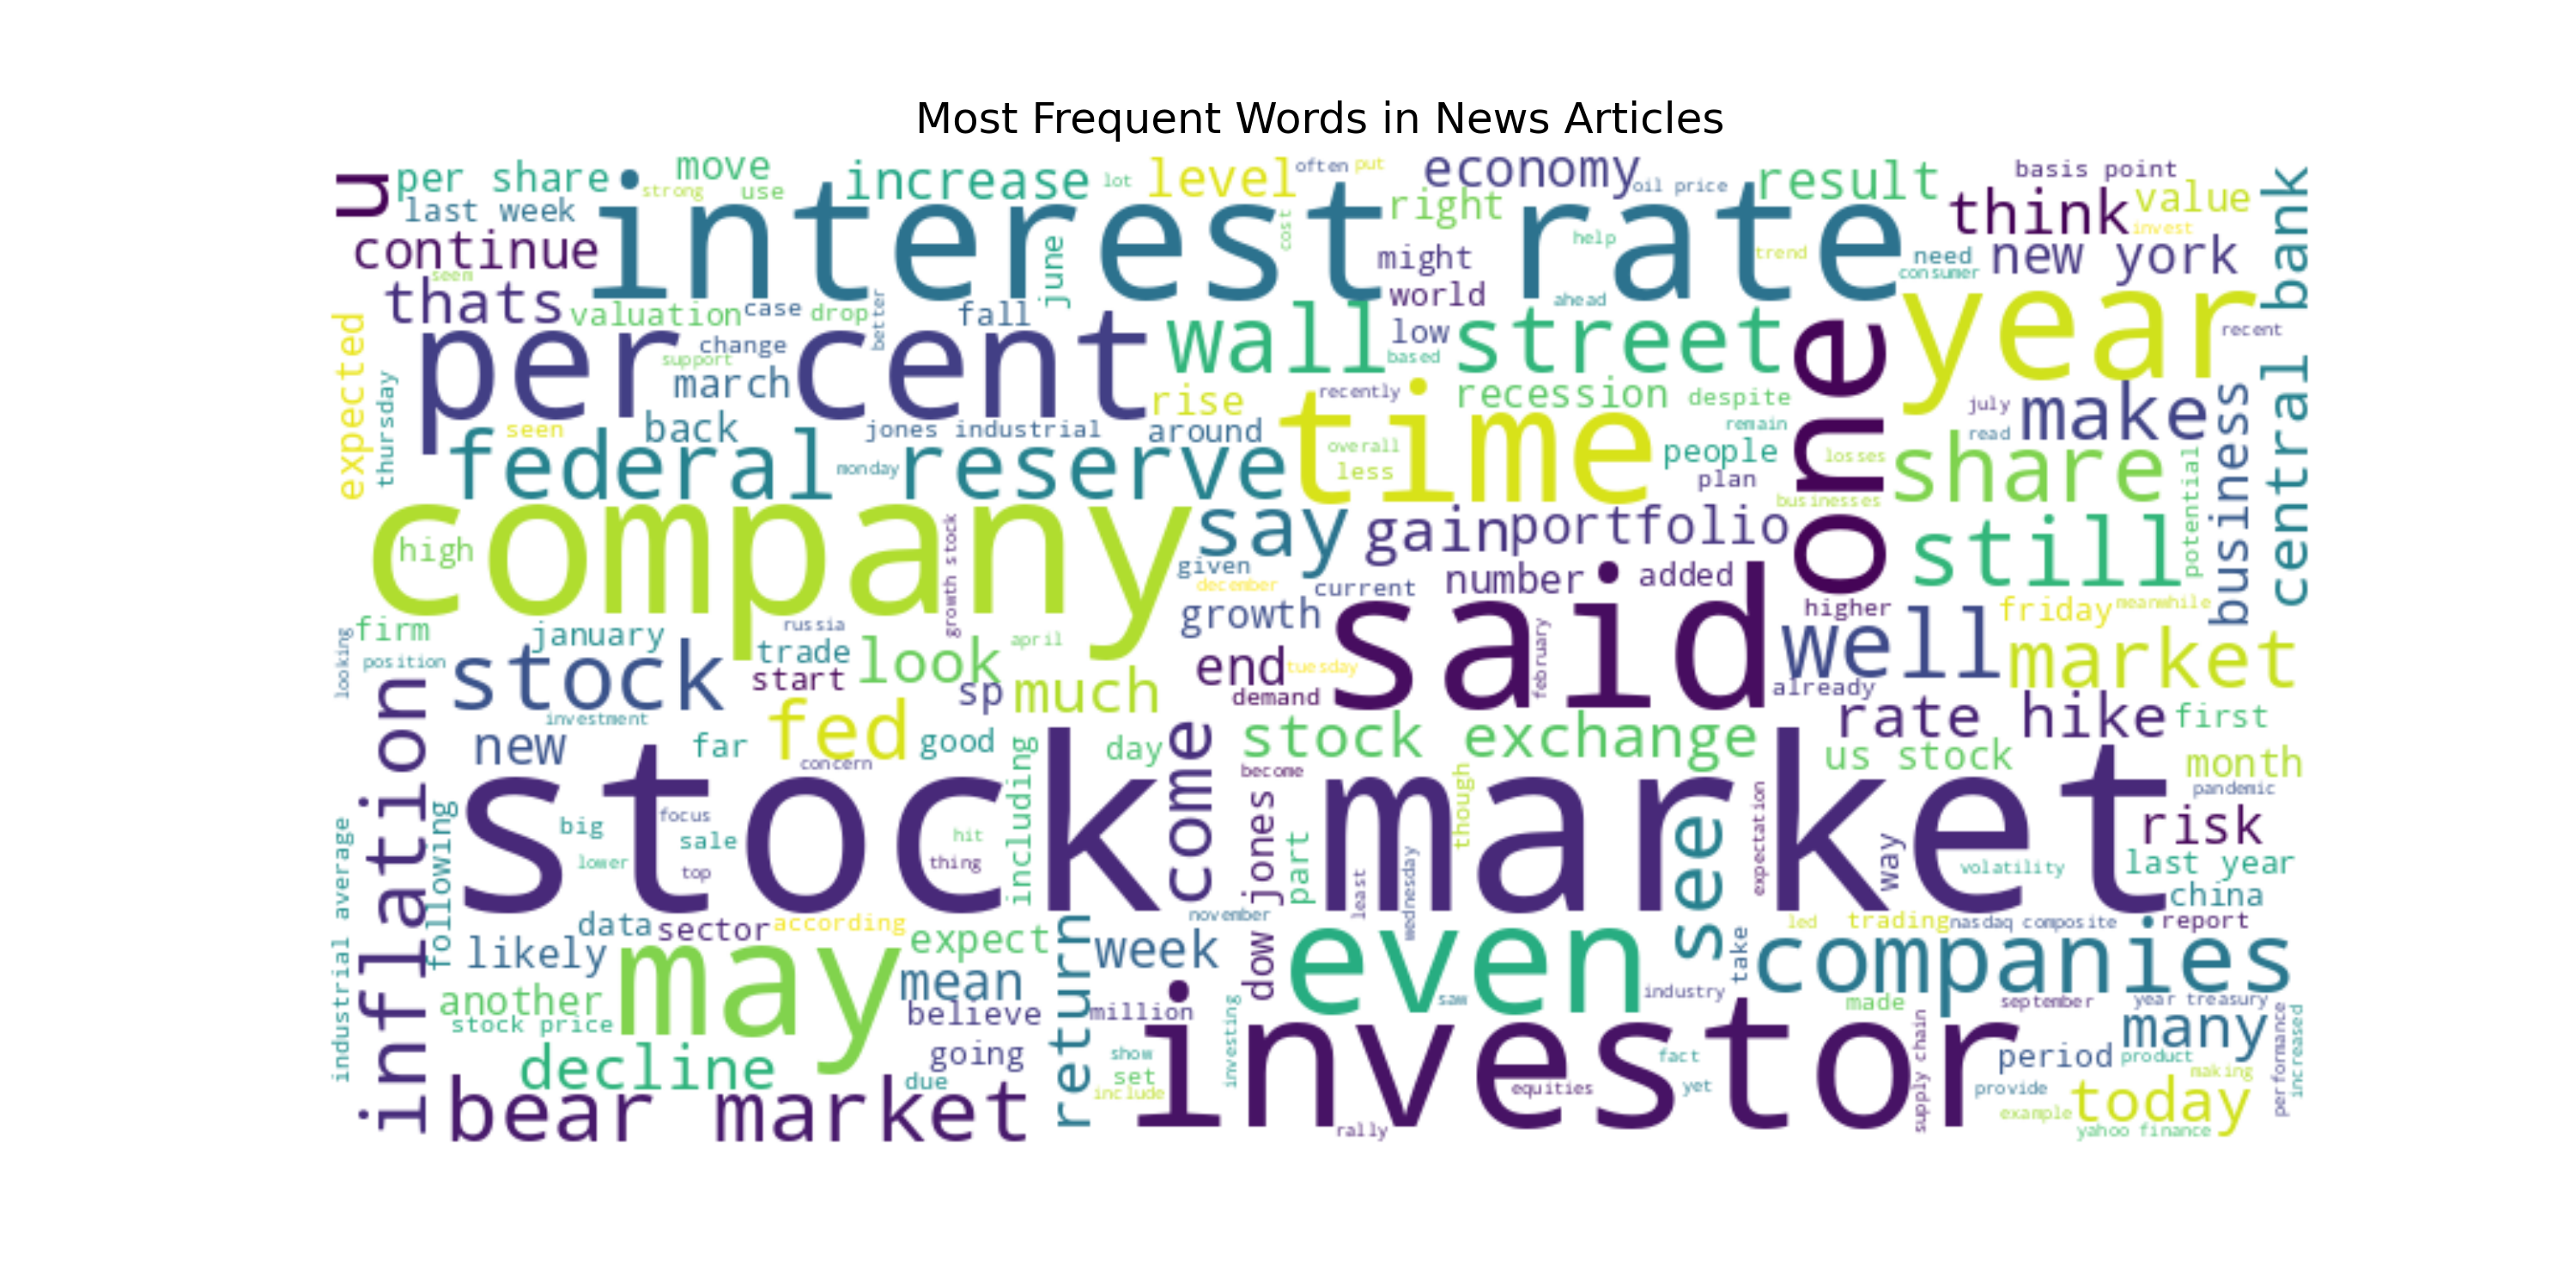 Most Frequent Words in News Articles
u
per share
move
strong
use
increase
lot
level
often
put
economy
oil price
result
basis point
last week
interest rate
right
think
value
invest
central bank
continue
seen
june
cost
help
might
trend
need
consumer
new york
thats
valuation
case
drop
better
fall
world
ahead
year
recent
expected
per cent
change
support
wall street
low
based
one
thursday
march
rise
recently
time
recession
despite
july
make
business
back
seen
jones industrial
around
remain
read
federal reserve
monday
overall
less
people
losses
share
potential
plan
businesses
company
high
growth stock
say
gain
portfolio
still
given
december
current
number
added
firm
looking
january
russia
growth
said
february
higher
well
friday
meanwhile
position
stock
trade
look
april
end
tuesday
market
start
sp
much
demand
already
inflation
investment
fed
rate hike
first
new
far
good
including
day
come
stock exchange
us stock
month
concern
stock market
become
though
expectation
pandemic
industrial average
following
big
focus
sale
hit
dow jones
part
see
way
risk
lower
top
thing
least
wednesday
volatility
last year
china
data
sector
according
november
led
trading
nasdaq composite
report
likely
may
expect
return
week
even
take
companies
another
mean
saw
industry
made
september
year treasury
stock price
believe
million
investing
investor
many
performance
increased
decline
going
show
fact
supply chain
period
product
due
set
equities
yet
provide
making
bear market
include
example
today
rally
yahoo finance